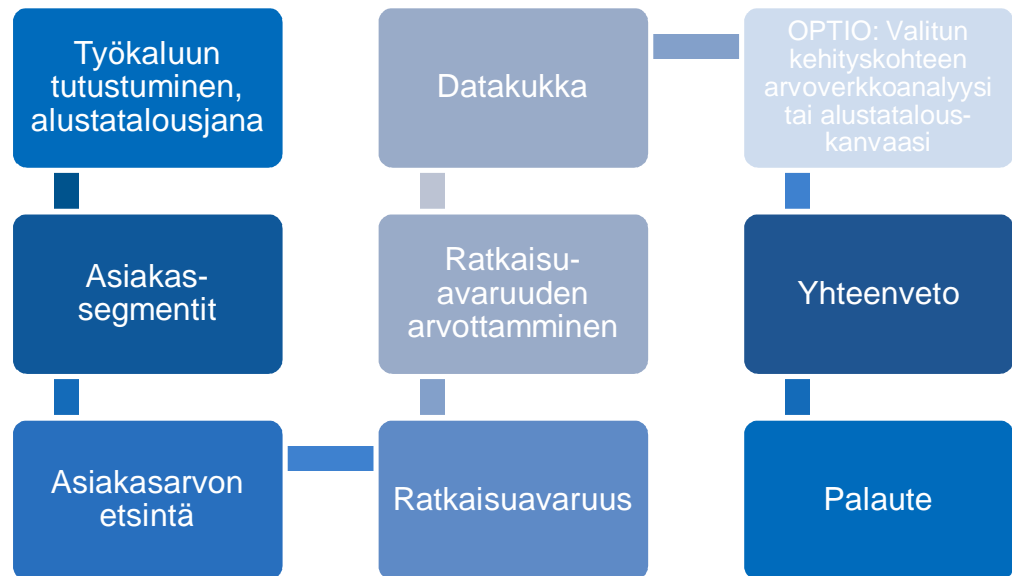 Työkaluun
tutustuminen,
alustatalousjana
Asiakas-
segmentit
Asiakasarvon
etsintä
Ratkaisuavaruus
Ratkaisu-
avaruuden
arvottamminen
Datakukka
OPTIO: Valitun
kehityskohteen
arvoverkkoanalyysi
tai alustatalous-
kanvaasi
Yhteenveto
Palaute